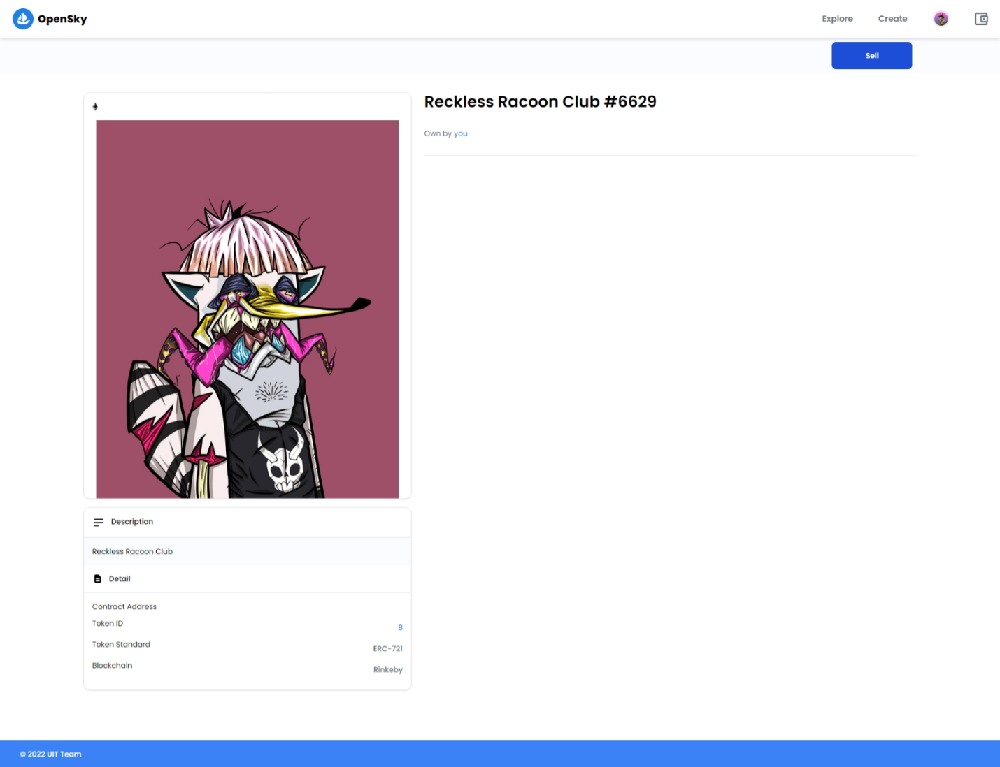 OpenSky
Explore
Create
Sell
Reckless Racoon Club #6629
Own by you
Description
Reckless Racoon Club
Detail
Contract Address
Token ID
8
Token Standard
ERC-721
Blockchain
Rinkeby
© 2022 UIT Team